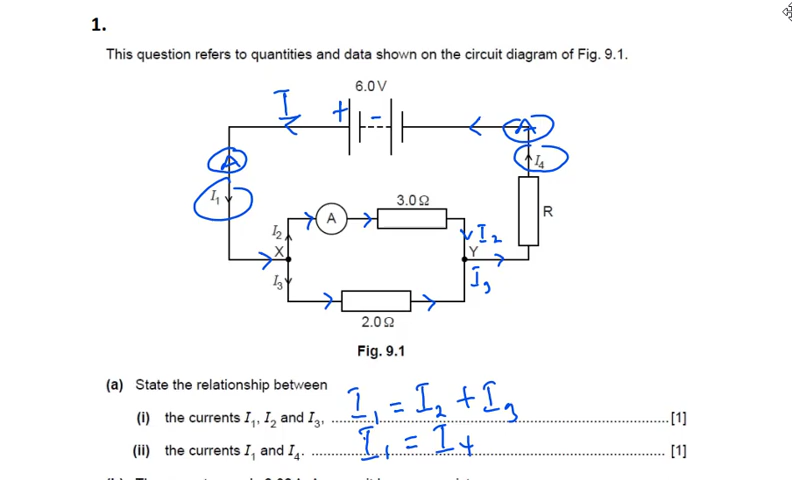 1.
This question refers to quantities and data shown on the circuit diagram of Fig. 9.1.
6.0 V
I
+ -
A
A
I₁
I₄
R
3.0 Ω
A
I₂
I₂
X
Y
I₃
I₃
2.0 Ω
Fig. 9.1
(a) State the relationship between
(i) the currents I₁, I₂ and I₃, I₁ = I₂ + I₃ [1]
(ii) the currents I₁ and I₄. I₁ = I₄ [1]